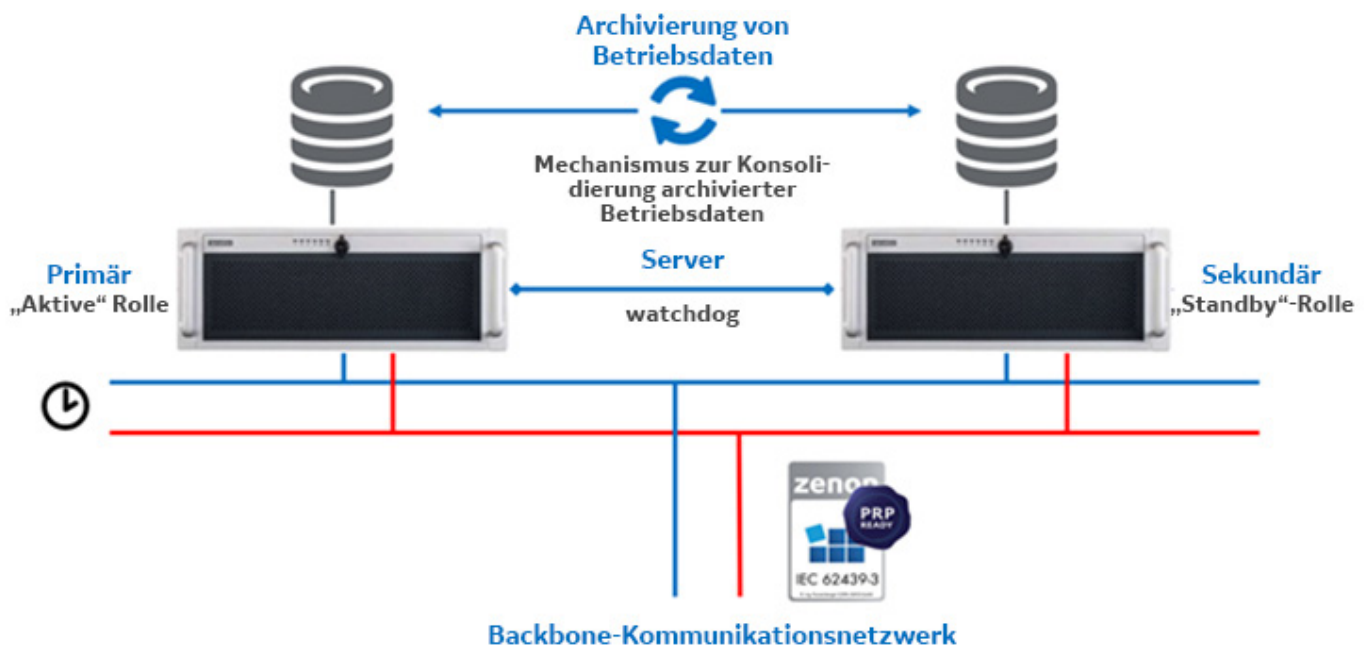 Archivierung von
Betriebsdaten
Mechanismus zur Konsoli-
dierung archivierter
Betriebsdaten
Primär
„Aktive“ Rolle
Server
watchdog
Sekundär
„Standby“-Rolle
zenon
PRP
READY
IEC 62439-3
Backbone-Kommunikationsnetzwerk